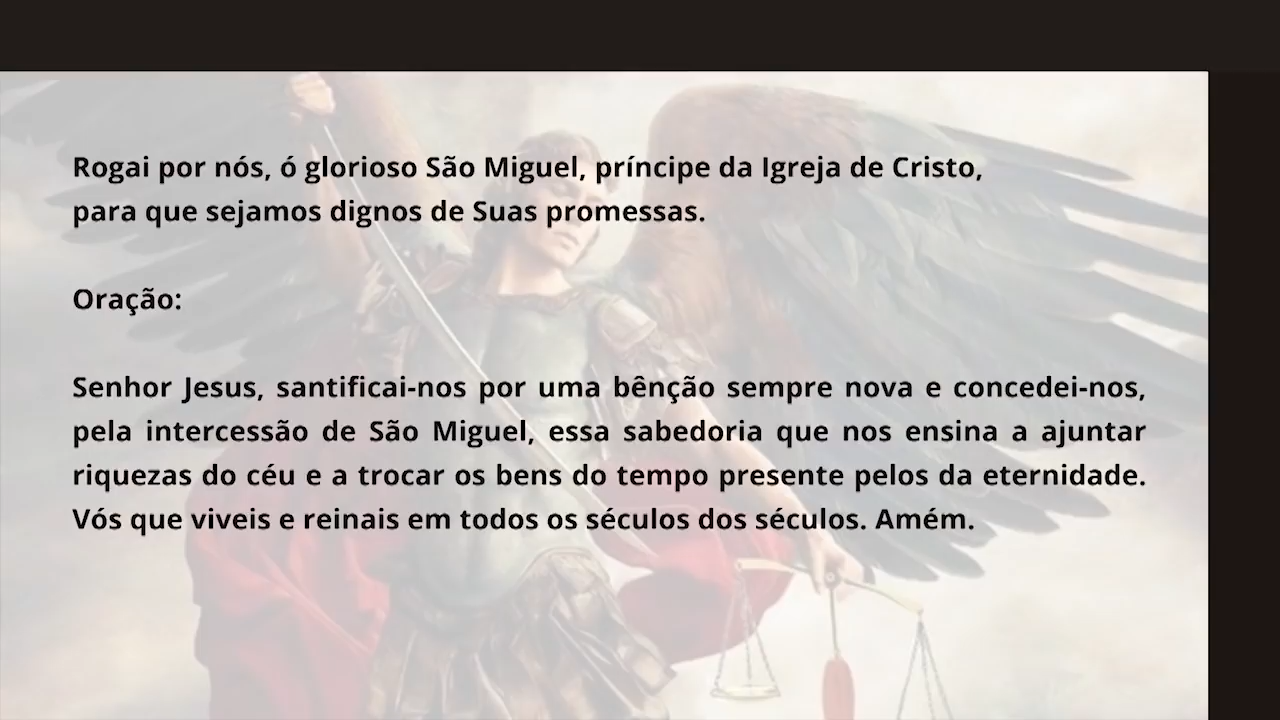 Rogai por nós, ó glorioso São Miguel, príncipe da Igreja de Cristo,
para que sejamos dignos de Suas promessas.
Oração:
Senhor Jesus, santificai-nos por uma bênção sempre nova e concedei-nos,
pela intercessão de São Miguel, essa sabedoria que nos ensina a ajuntar
riquezas do céu e a trocar os bens do tempo presente pelos da eternidade.
Vós que viveis e reinais em todos os séculos dos séculos. Amém.